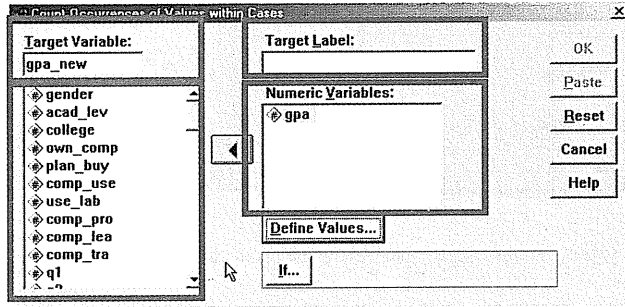 Count Occurrences of Values within Cases
Target Variable:
gpa_new
gender
acad_lev
college
own_comp
plan_buy
comp_use
use_lab
comp_pro
comp_fea
comp_tra
q1
Target Label:
Numeric Variables:
gpa
Define Values...
If...
OK
Paste
Reset
Cancel
Help